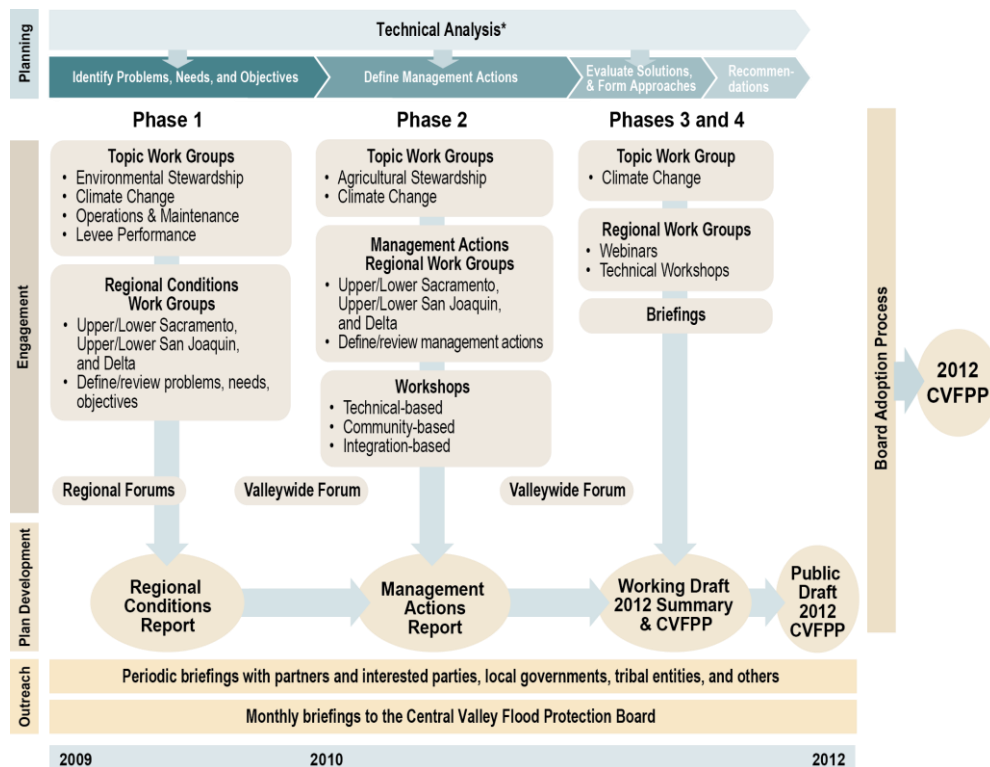 Planning
Technical Analysis*
Identify Problems, Needs, and Objectives
Define Management Actions
Evaluate Solutions,
& Form Approaches
Recommen-
dations
Engagement
Phase 1
Topic Work Groups
• Environmental Stewardship
• Climate Change
• Operations & Maintenance
• Levee Performance
Regional Conditions
Work Groups
• Upper/Lower Sacramento,
Upper/Lower San Joaquin,
and Delta
• Define/review problems, needs,
objectives
Phase 2
Topic Work Groups
• Agricultural Stewardship
• Climate Change
Management Actions
Regional Work Groups
• Upper/Lower Sacramento,
Upper/Lower San Joaquin,
and Delta
• Define/review management actions
Workshops
• Technical-based
• Community-based
• Integration-based
Phases 3 and 4
Topic Work Group
• Climate Change
Regional Work Groups
• Webinars
• Technical Workshops
Briefings
Regional Forums
Valleywide Forum
Valleywide Forum
Plan Development
Regional
Conditions
Report
Management
Actions
Report
Working Draft
2012 Summary
& CVFPP
Public
Draft
2012
CVFPP
Board Adoption Process
2012
CVFPP
Outreach
Periodic briefings with partners and interested parties, local governments, tribal entities, and others
Monthly briefings to the Central Valley Flood Protection Board
2009
2010
2012